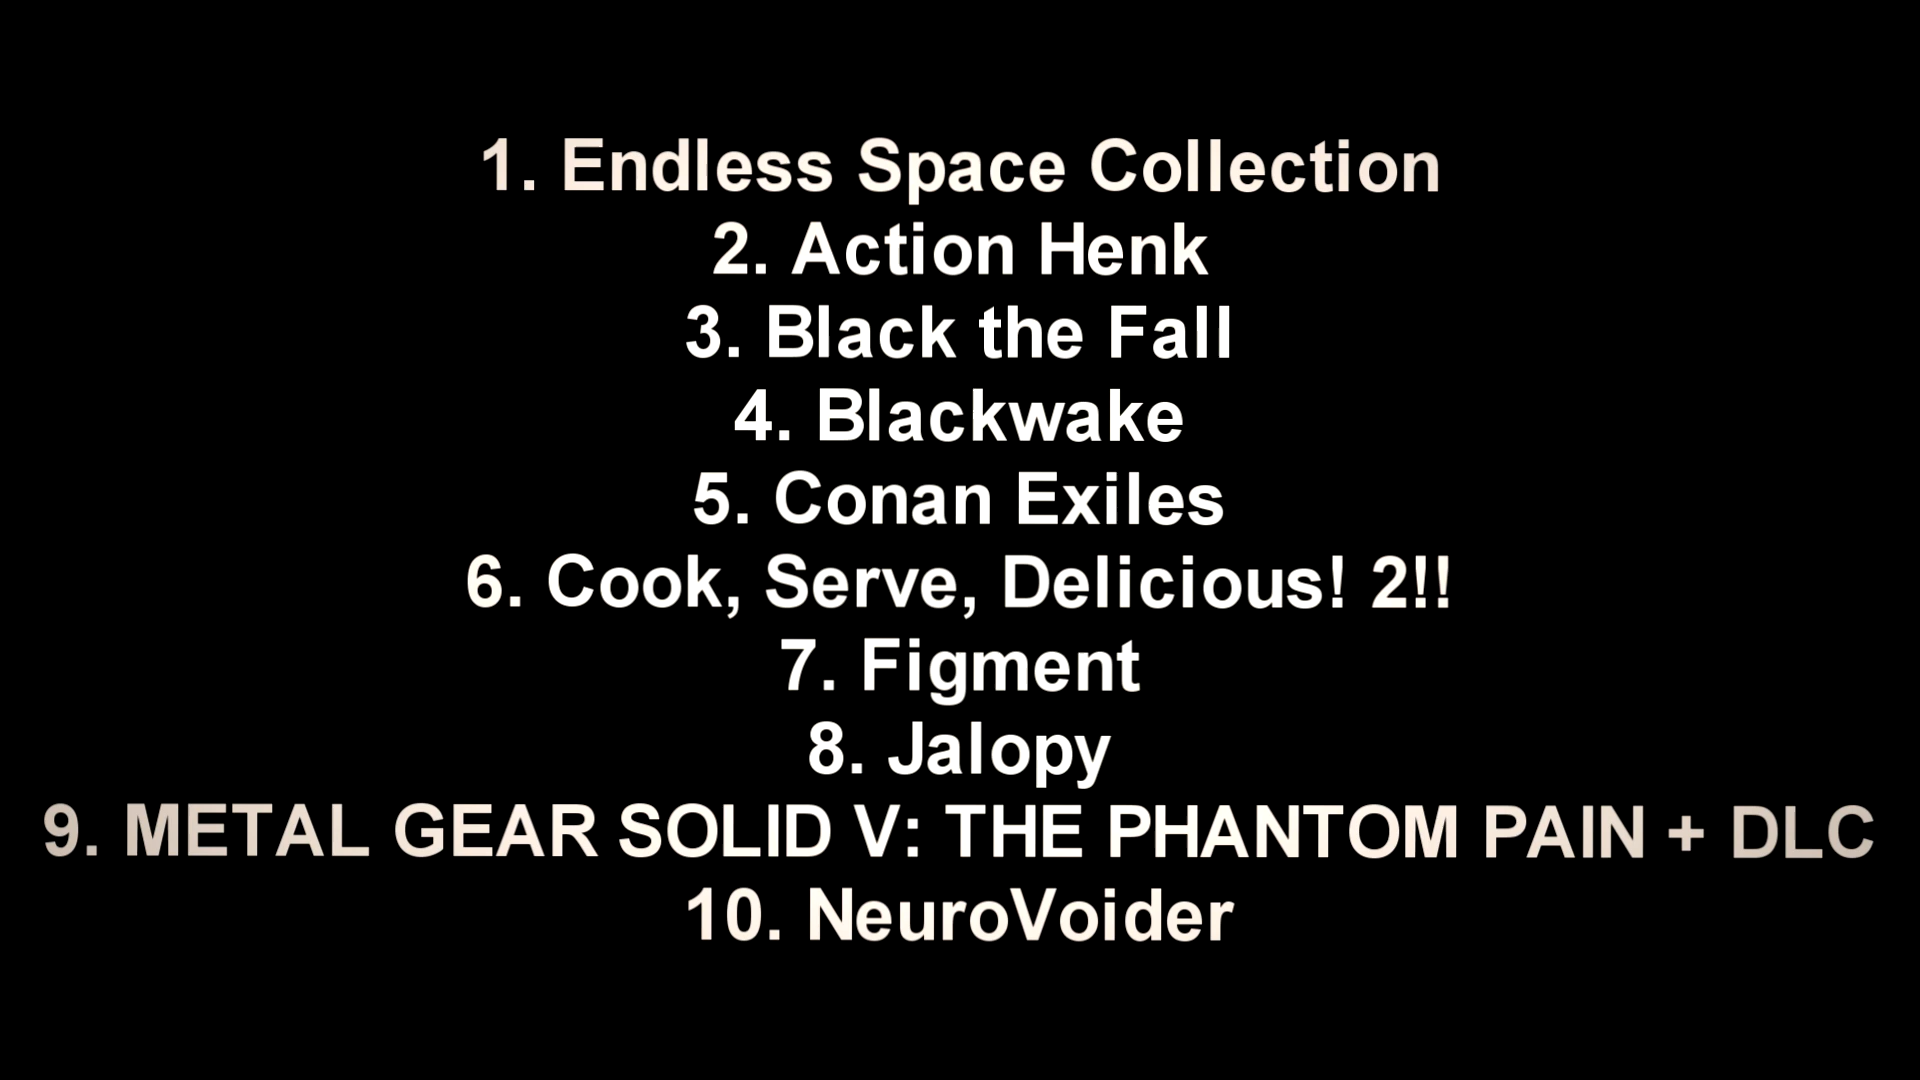 1. Endless Space Collection
2. Action Henk
3. Black the Fall
4. Blackwake
5. Conan Exiles
6. Cook, Serve, Delicious! 2!!
7. Figment
8. Jalopy
9. METAL GEAR SOLID V: THE PHANTOM PAIN + DLC
10. NeuroVoider